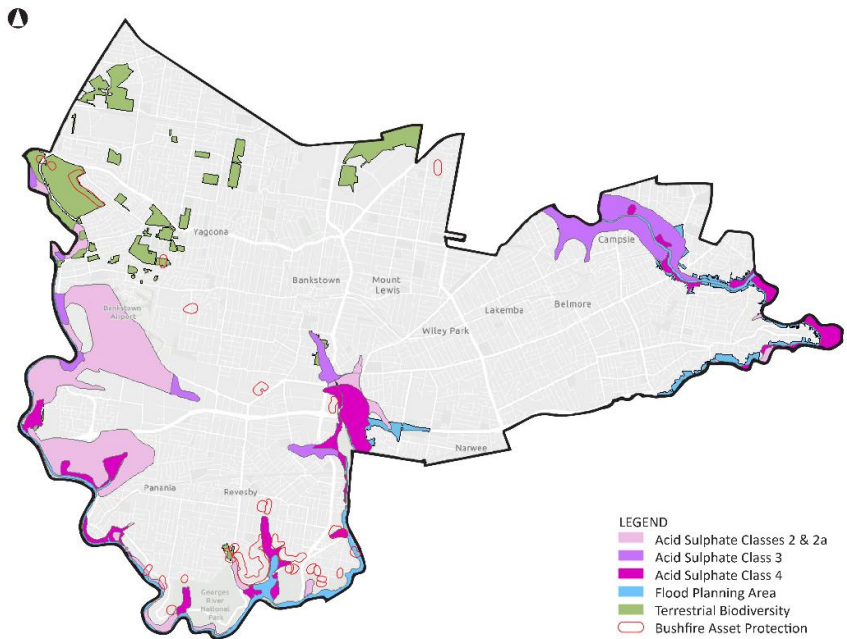 Yagoona
Campsie
Bankstown
Mount
Lewis
Bankstown
Airport
Lakemba
Belmore
Wiley Park
Narwee
Panania
Revesby
Georges
River
National
Park
LEGEND
Acid Sulphate Classes 2 & 2a
Acid Sulphate Class 3
Acid Sulphate Class 4
Flood Planning Area
Terrestrial Biodiversity
Bushfire Asset Protection